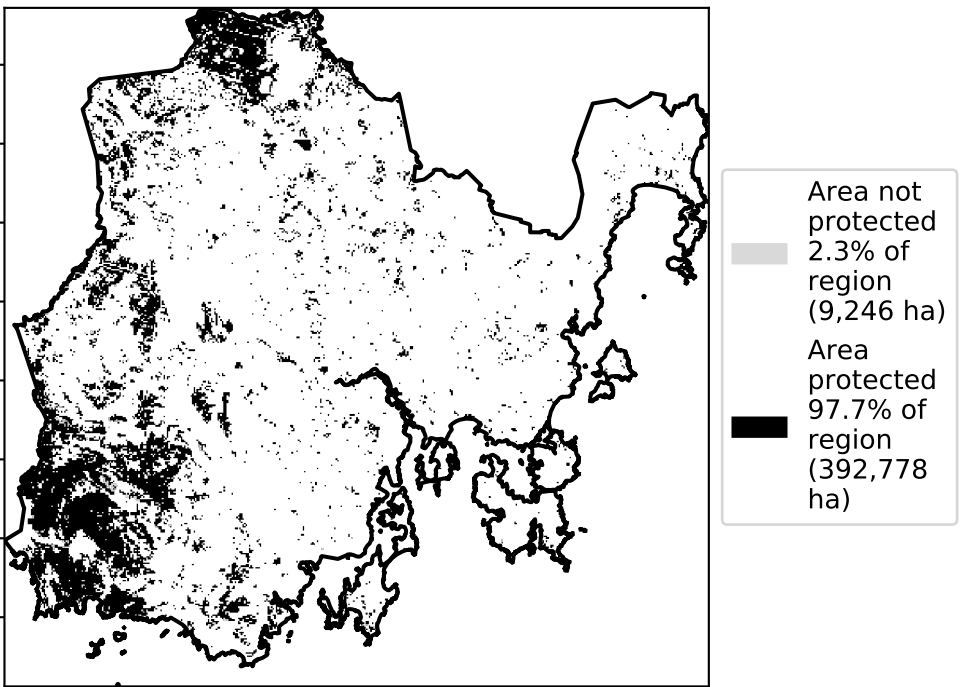 Area not
protected
2.3% of
region
(9,246 ha)
Area
protected
97.7% of
region
(392,778
ha)